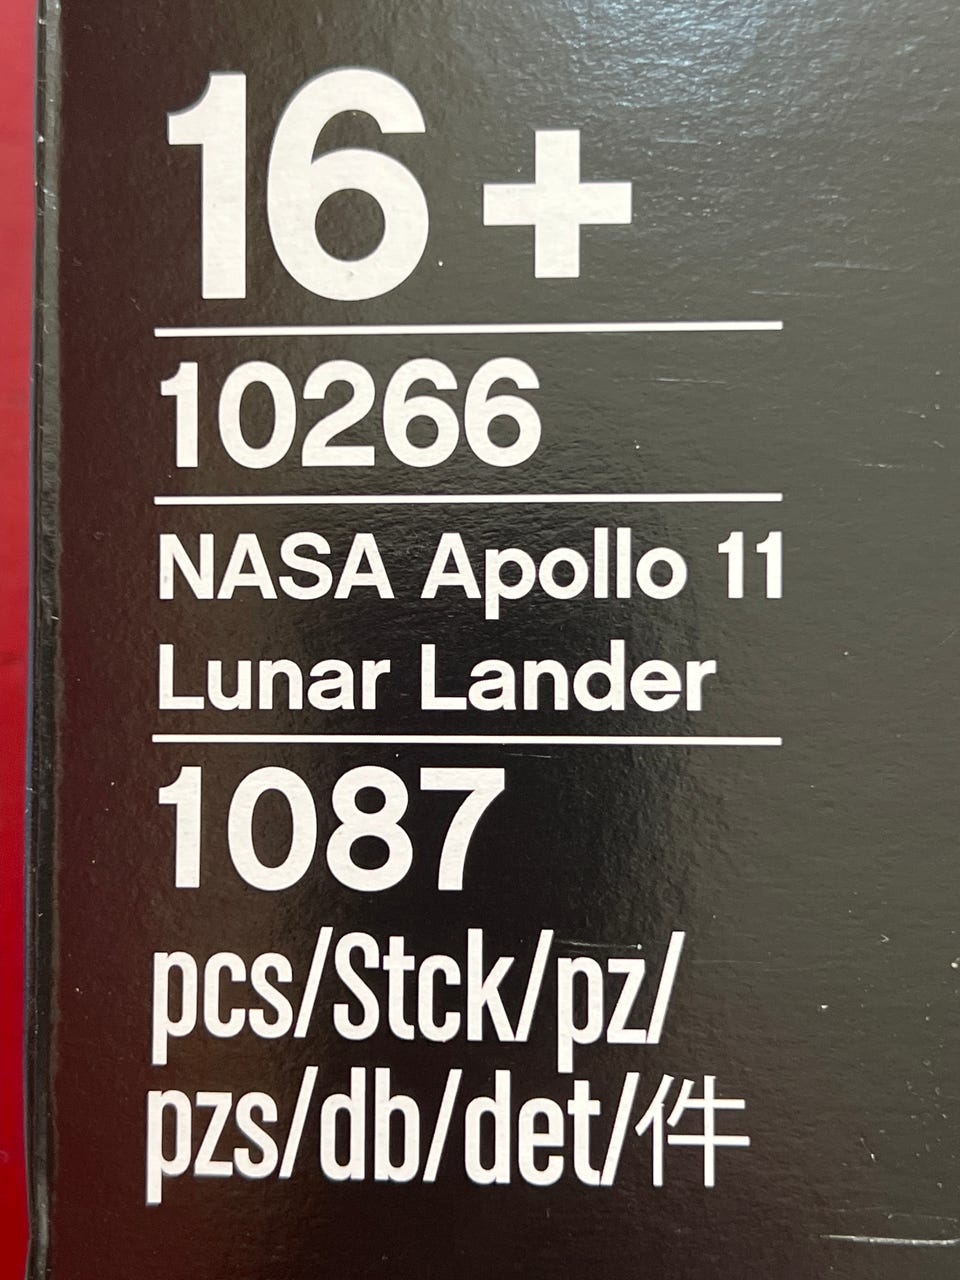 16+
10266
NASA Apollo 11
Lunar Lander
1087
pcs/Stck/pz/
pzs/db/det/件